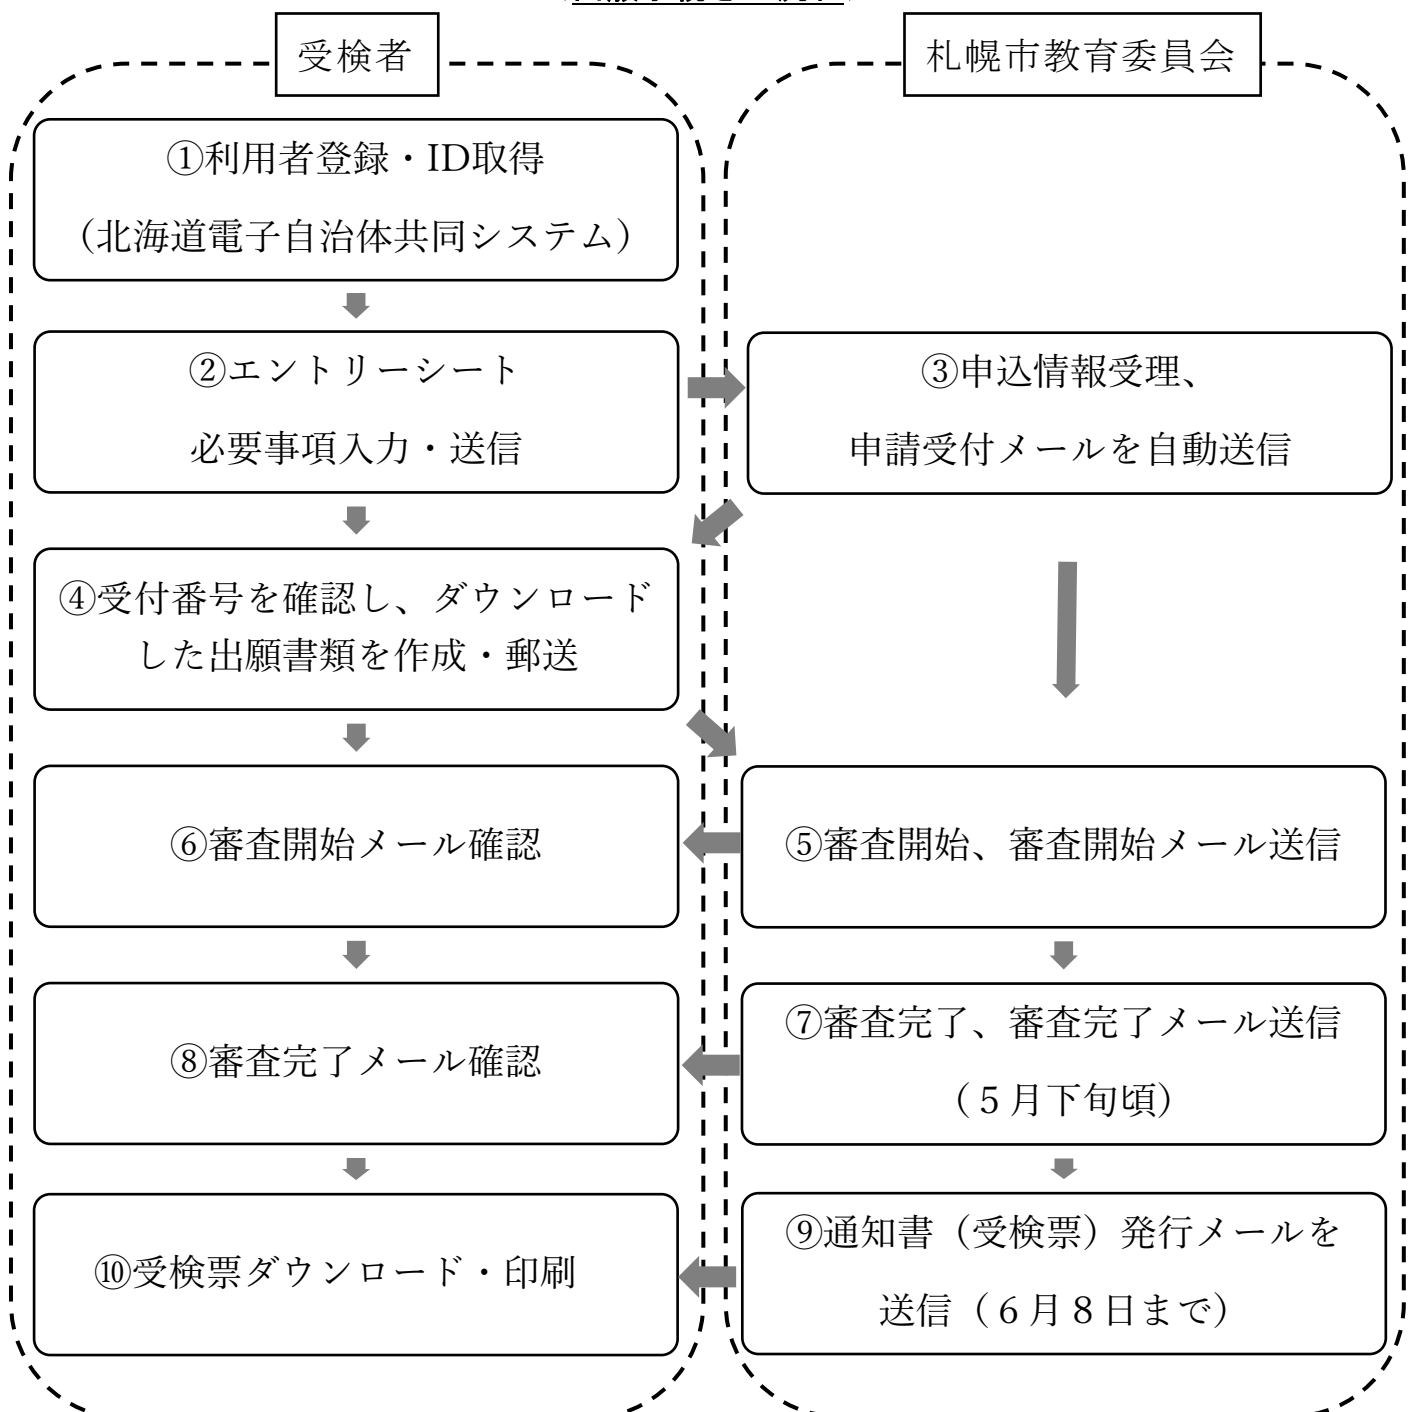 受検者
札幌市教育委員会
①利用者登録・ID取得
（北海道電子自治体共同システム）
②エントリーシート
必要事項入力・送信
③申込情報受理、
申請受付メールを自動送信
④受付番号を確認し、ダウンロード
した出願書類を作成・郵送
⑤審査開始、審査開始メール送信
⑥審査開始メール確認
⑦審査完了、審査完了メール送信
（５月下旬頃）
⑧審査完了メール確認
⑨通知書（受検票）発行メールを
送信（６月８日まで）
⑩受検票ダウンロード・印刷